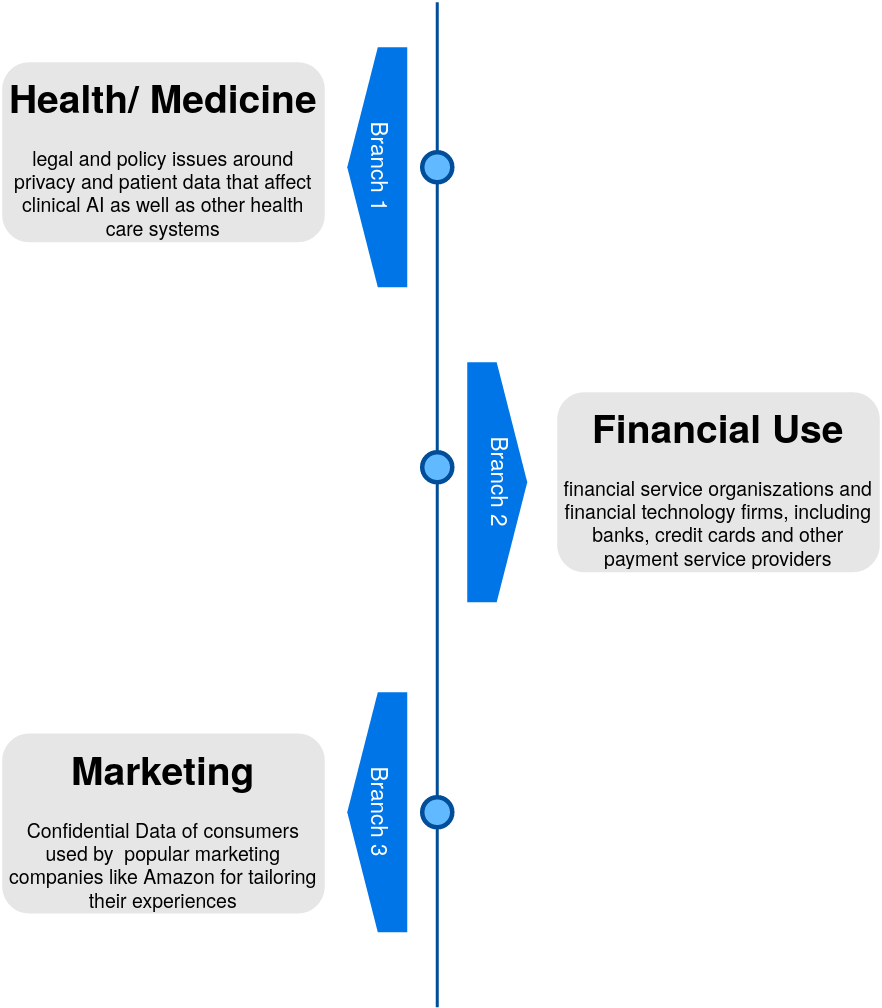 Health/ Medicine
legal and policy issues around
privacy and patient data that affect
clinical AI as well as other health
care systems
Branch 1
Branch 2
Financial Use
financial service organiszations and
financial technology firms, including
banks, credit cards and other
payment service providers
Marketing
Confidential Data of consumers
used by  popular marketing
companies like Amazon for tailoring
their experiences
Branch 3